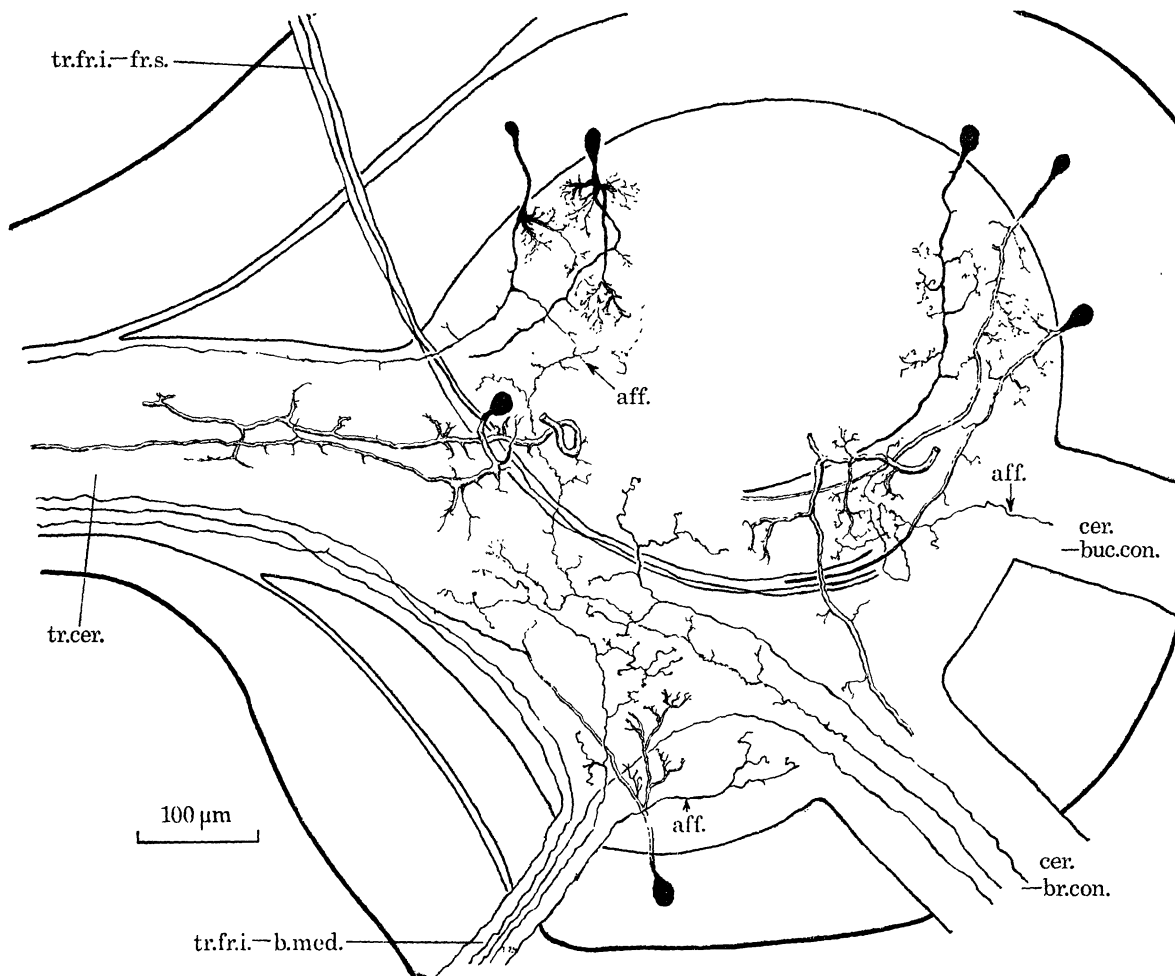 tr.fr.i.—fr.s.
aff.
aff.
cer.
—buc.con.
tr.cer.
100 μm
aff.
cer.
—br.con.
tr.fr.i.—b.med.